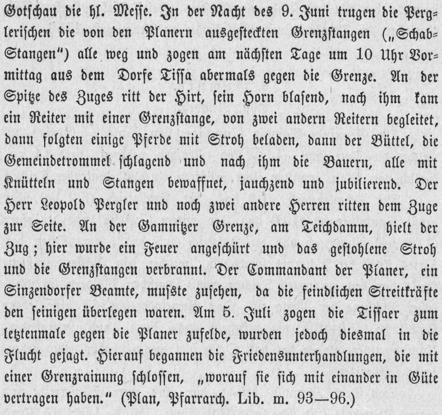 Gotschau die hl. Messe. In der Nacht des 9. Juni trugen die Perg-
lerischen die von den Planern ausgesteckten Grenzstangen („Schab-
Stangen“) alle weg und zogen am nächsten Tage um 10 Uhr Vor-
mittag aus dem Dorfe Tissa abermals gegen die Grenze. An der
Spitze des Zuges ritt der Hirt, sein Horn blasend, nach ihm kam
ein Reiter mit einer Grenzstange, von zwei andern Reitern begleitet,
dann folgten einige Pferde mit Stroh beladen, dann der Büttel, die
Gemeindetrommel schlagend und nach ihm die Bauern, alle mit
Knütteln und Stangen bewaffnet, jauchzend und jubilierend. Der
Herr Leopold Pergler und noch zwei andere Herren ritten dem Zuge
zur Seite. An der Gamnitzer Grenze, am Teichdamm, hielt der
Zug; hier wurde ein Feuer angeschürt und das gestohlene Stroh
und die Grenzstangen verbrannt. Der Commandant der Planer, ein
Sinzendorfer Beamte, mufste zusehen, da die feindlichen Streitkräfte
den seinigen überlegen waren. Am 5. Juli zogen die Tissaer zum
letztenmale gegen die Planer zufelde, wurden jedoch diesmal in die
Flucht gejagt. Hierauf begannen die Friedensunterhandlungen, die mit
einer Grenzrainung schlossen, „worauf sie sich mit einander in Güte
vertragen haben.“ (Plan, Pfarrarch. Lib. m. 93—96.)